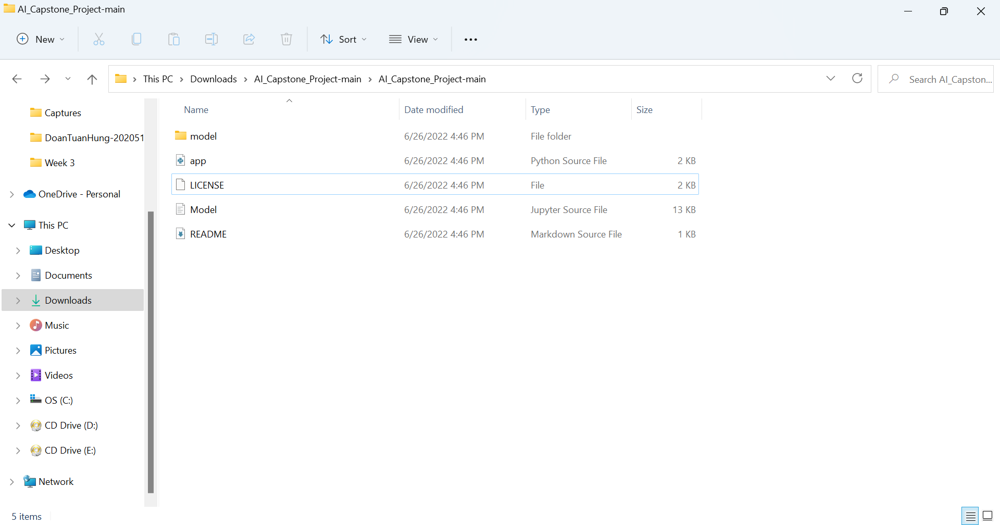 AI_Capstone_Project-main
New
Sort
View
This PC > Downloads > AI_Capstone_Project-main > AI_Capstone_Project-main
Search AI_Capston...
Captures
DoanTuanHung-202051
Week 3
OneDrive - Personal
This PC
Desktop
Documents
Downloads
Music
Pictures
Videos
OS (C:)
CD Drive (D:)
CD Drive (E:)
Network
Name Date modified Type Size
model 6/26/2022 4:46 PM File folder
app 6/26/2022 4:46 PM Python Source File 2 KB
LICENSE 6/26/2022 4:46 PM File 2 KB
Model 6/26/2022 4:46 PM Jupyter Source File 13 KB
README 6/26/2022 4:46 PM Markdown Source File 1 KB
5 items